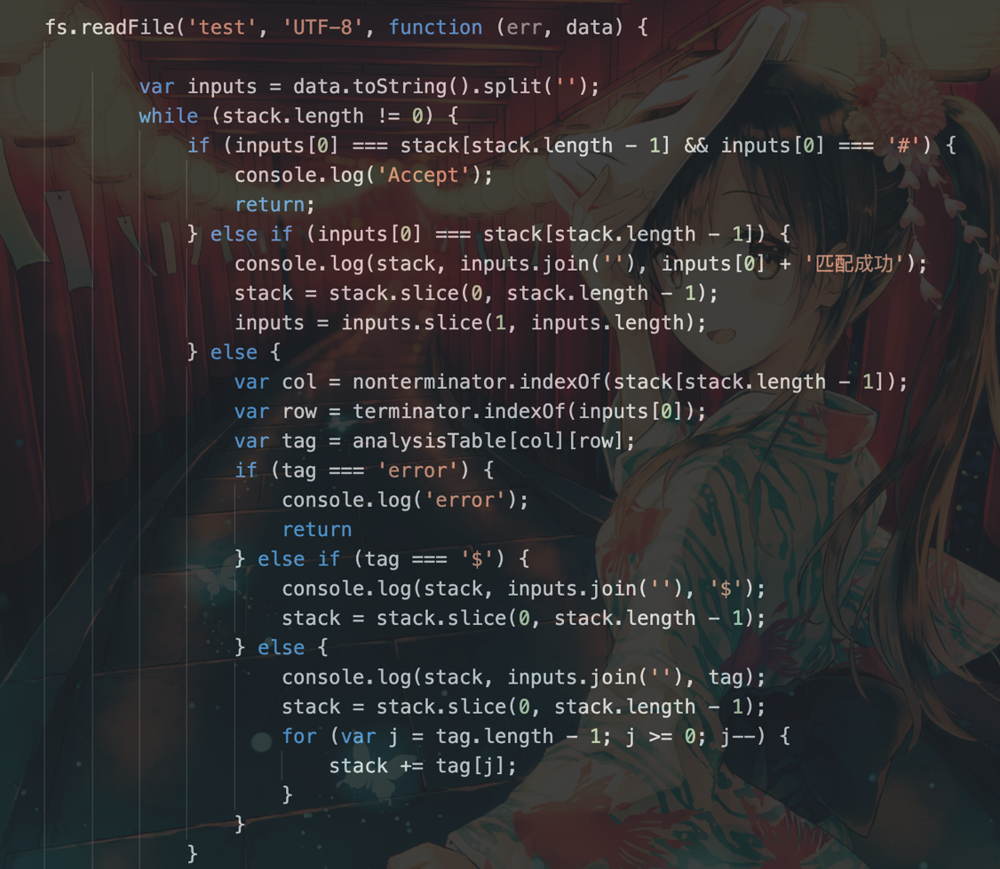 fs.readFile('test', 'UTF-8', function (err, data) {
var inputs = data.toString().split('');
while (stack.length != 0) {
if (inputs[0] === stack[stack.length - 1] && inputs[0] === '#') {
console.log('Accept');
return;
} else if (inputs[0] === stack[stack.length - 1]) {
console.log(stack, inputs.join(''), inputs[0] + '匹配成功');
stack = stack.slice(0, stack.length - 1);
inputs = inputs.slice(1, inputs.length);
} else {
var col = nonterminator.indexOf(stack[stack.length - 1]);
var row = terminator.indexOf(inputs[0]);
var tag = analysisTable[col][row];
if (tag === 'error') {
console.log('error');
return
} else if (tag === '$') {
console.log(stack, inputs.join(''), '$');
stack = stack.slice(0, stack.length - 1);
} else {
console.log(stack, inputs.join(''), tag);
stack = stack.slice(0, stack.length - 1);
for (var j = tag.length - 1; j >= 0; j--) {
stack += tag[j];
}
}
}